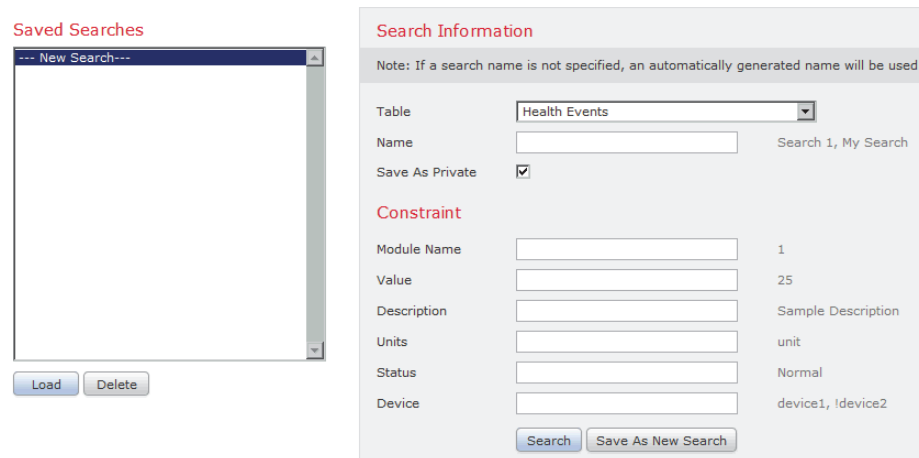 Saved Searches
--- New Search---
Load Delete
Search Information
Note: If a search name is not specified, an automatically generated name will be used
Table Health Events
Name Search 1, My Search
Save As Private
Constraint
Module Name 1
Value 25
Description Sample Description
Units unit
Status Normal
Device device1, !device2
Search Save As New Search